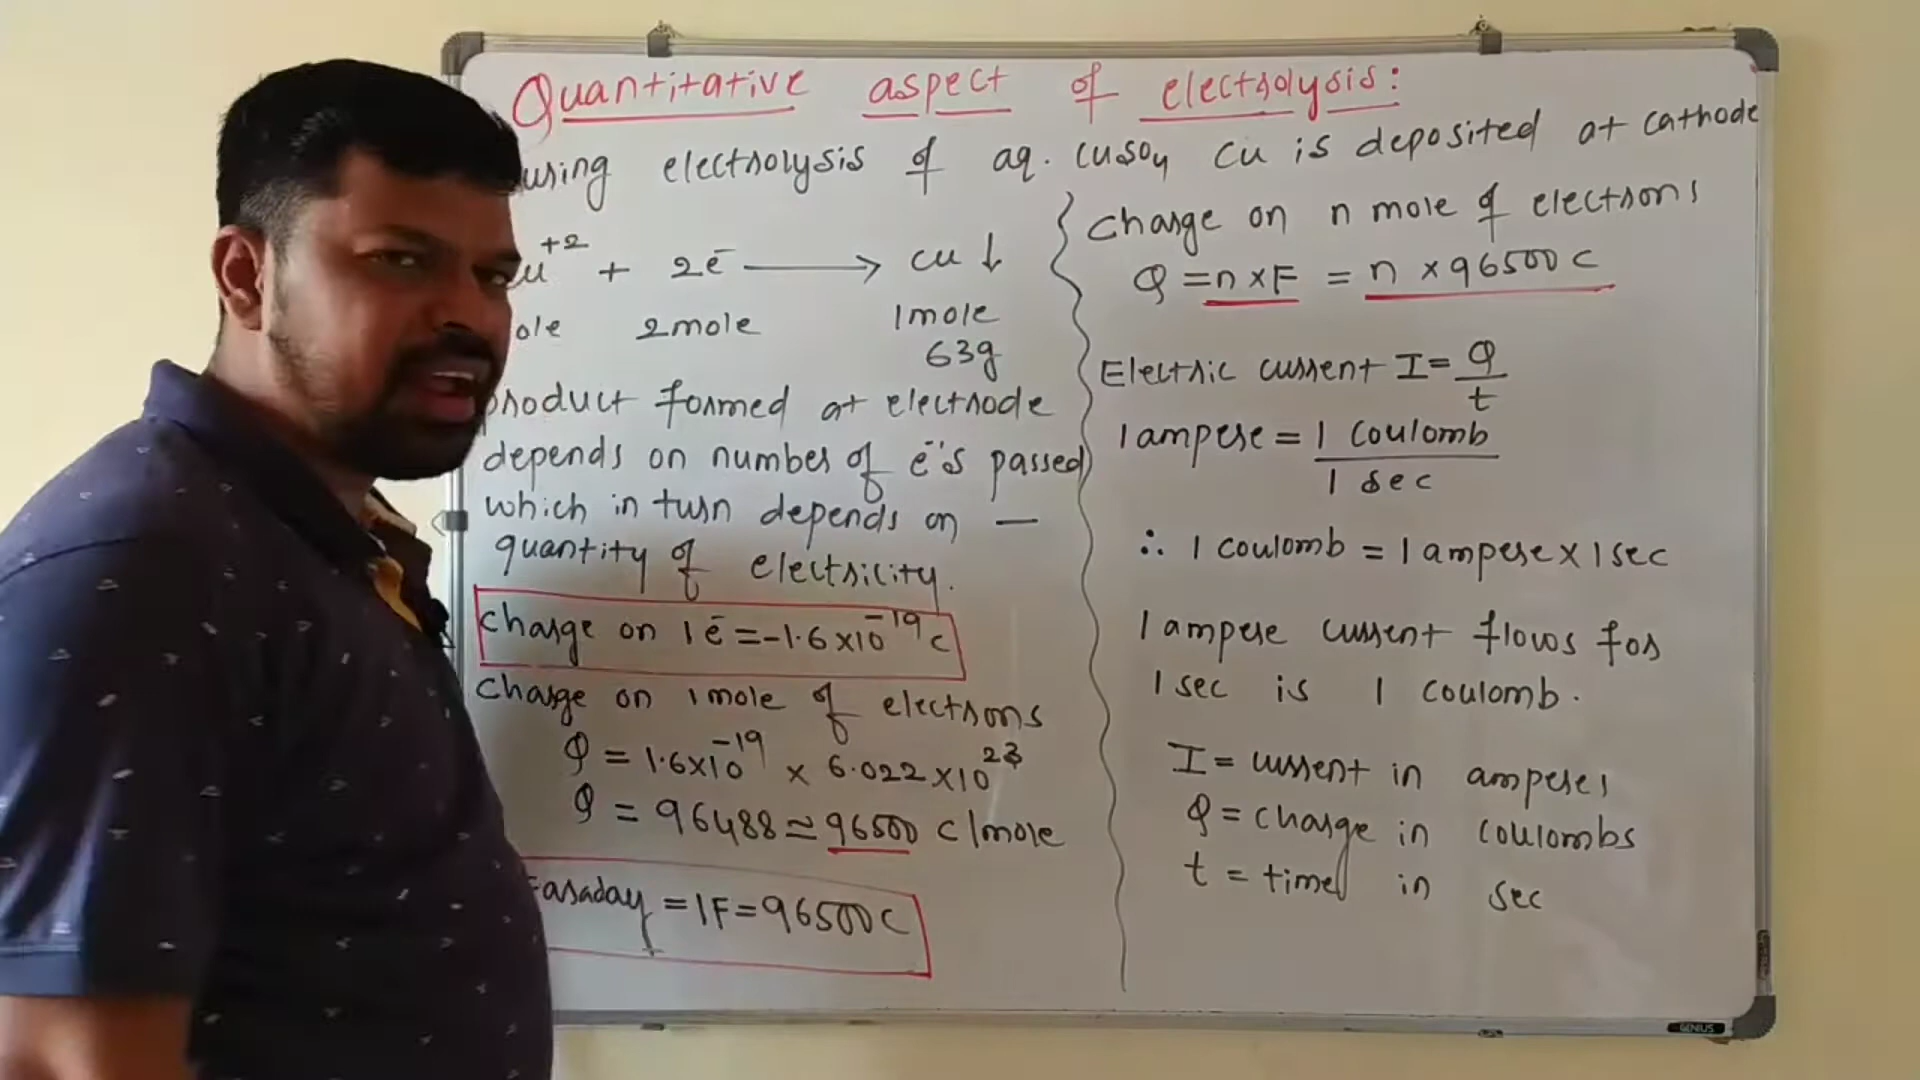 Quantitative aspect of electrolysis:
using electrolysis of aq. CuSO4 Cu is deposited at cathode
u+2 + 2e⁻ ⟶ Cu ↓
ole 2mole 1mole
63g
product formed at electrode
depends on number of e⁻'s passed
which in turn depends on —
quantity of electricity.
Charge on 1e⁻ = -1.6×10⁻¹⁹ C
Charge on 1mole of electrons
Q = 1.6×10⁻¹⁹ × 6.022×10²³
Q = 96488 ≃ 96500 C/mole
Faraday = 1F = 96500 C
Charge on n mole of electrons
Q = n×F = n × 96500 C
Electric current I = Q
t
1 ampere = 1 coulomb
1 sec
∴ 1 coulomb = 1 ampere × 1 sec
1 ampere current flows for
1 sec is 1 coulomb.
I = current in amperes
Q = charge in coulombs
t = time in sec
GENIUS